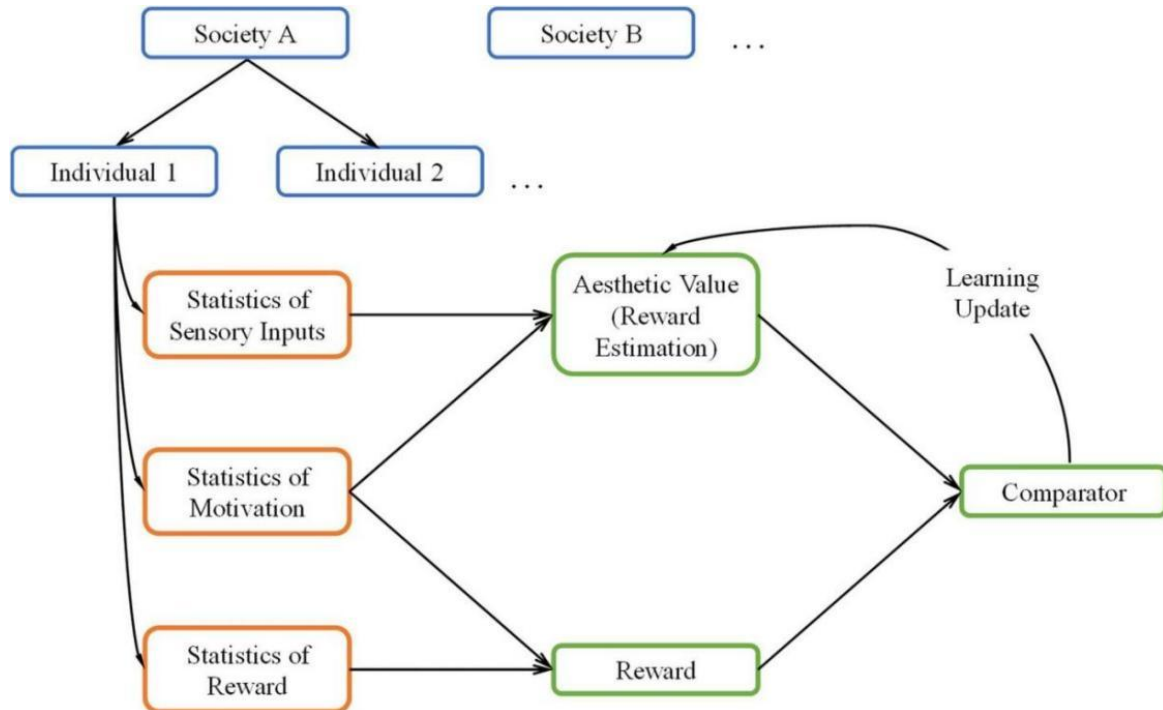 Society A
Society B
...
Individual 1
Individual 2
...
Statistics of
Sensory Inputs
Aesthetic Value
(Reward
Estimation)
Learning
Update
Statistics of
Motivation
Comparator
Statistics of
Reward
Reward